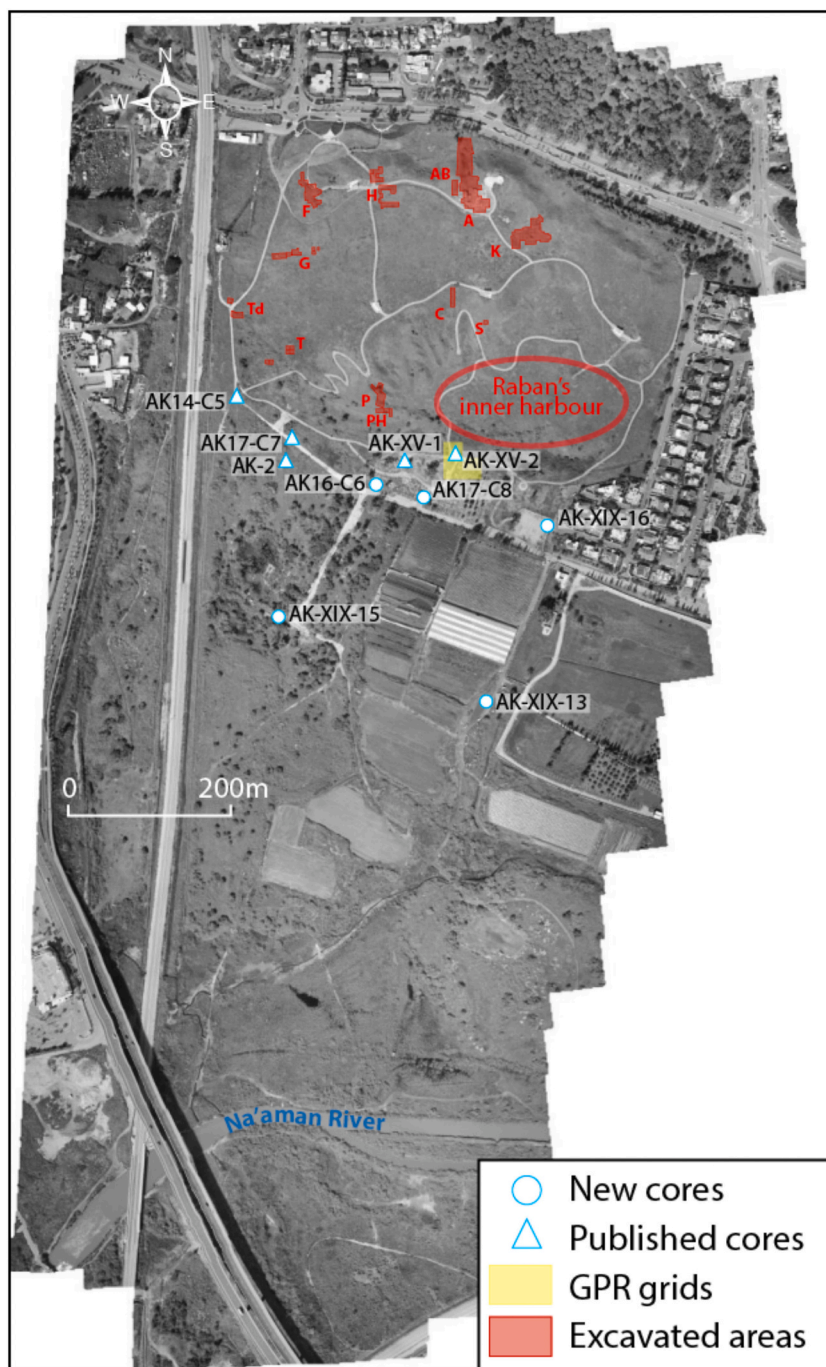 N
W E
S
AB
H
F
A
K
G
Td
C
S
T
Raban's
inner harbour
AK14-C5
P
PH
AK17-C7
AK-XV-1
AK-XV-2
AK-2
AK16-C6
AK17-C8
AK-XIX-16
AK-XIX-15
AK-XIX-13
0 200m
Na'aman River
New cores
Published cores
GPR grids
Excavated areas